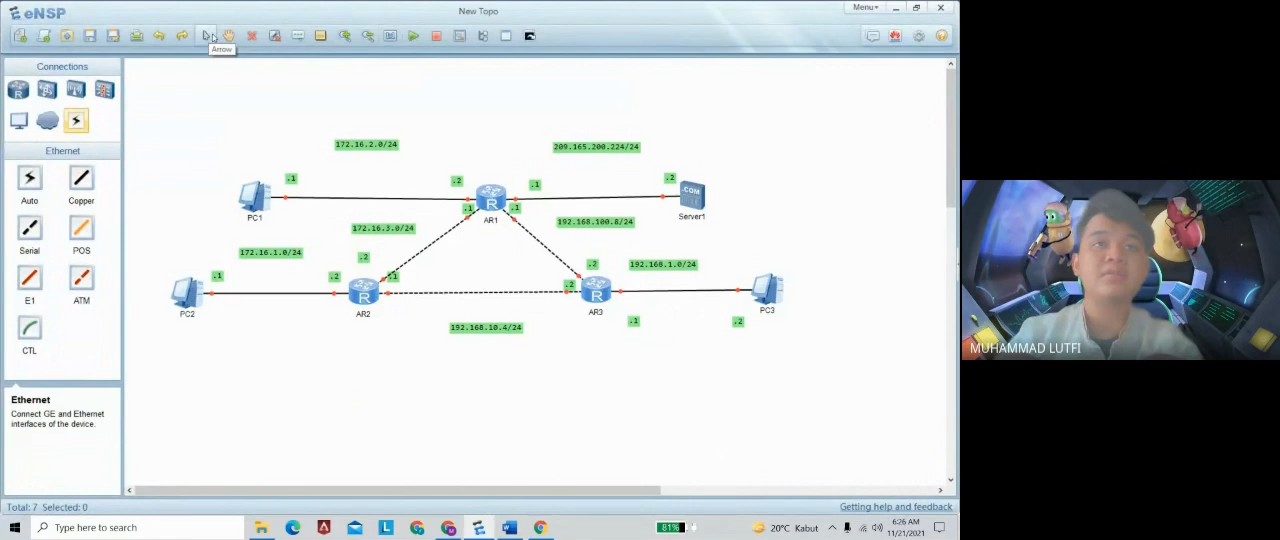 eNSP
New Topo
Menu
Arrow
Connections
Ethernet
Auto
Copper
Serial
POS
E1
ATM
CTL
Ethernet
Connect GE and Ethernet
interfaces of the device.
172.16.2.0/24
209.165.200.224/24
.1
.2
.1
.2
.COM
PC1
R
AR1
Server1
.1
.1
172.16.3.0/24
192.168.100.8/24
172.16.1.0/24
.2
.2
192.168.1.0/24
.1
.2
.1
.2
R
R
PC2
AR2
AR3
PC3
192.168.10.4/24
.1
.2
MUHAMMAD LUTFI
Total: 7 Selected: 0
Getting help and feedback
Type here to search
81%
20°C Kabut
6:26 AM
11/21/2021